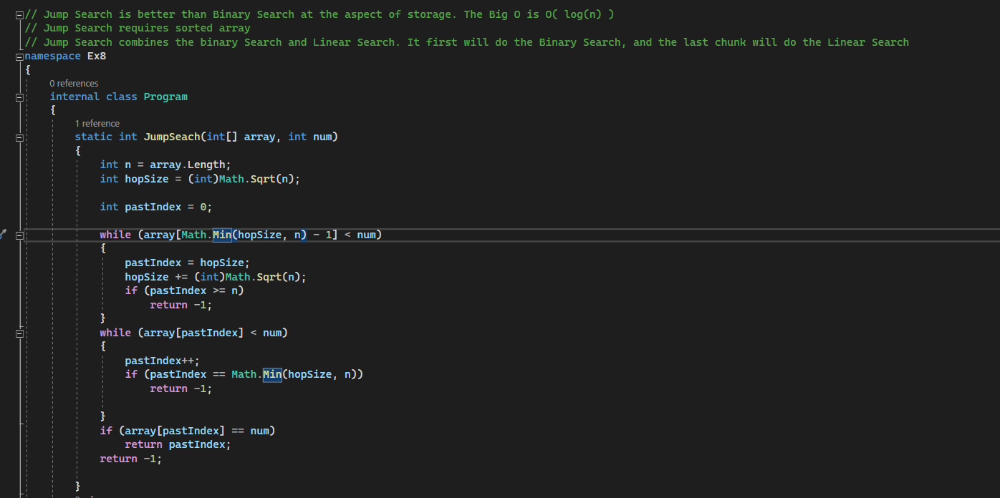 // Jump Search is better than Binary Search at the aspect of storage. The Big O is O( log(n) )
// Jump Search requires sorted array
// Jump Search combines the binary Search and Linear Search. It first will do the Binary Search, and the last chunk will do the Linear Search
namespace Ex8
{
0 references
internal class Program
{
1 reference
static int JumpSeach(int[] array, int num)
{
int n = array.Length;
int hopSize = (int)Math.Sqrt(n);
int pastIndex = 0;
while (array[Math.Min(hopSize, n) - 1] < num)
{
pastIndex = hopSize;
hopSize += (int)Math.Sqrt(n);
if (pastIndex >= n)
return -1;
}
while (array[pastIndex] < num)
{
pastIndex++;
if (pastIndex == Math.Min(hopSize, n))
return -1;
}
if (array[pastIndex] == num)
return pastIndex;
return -1;
}